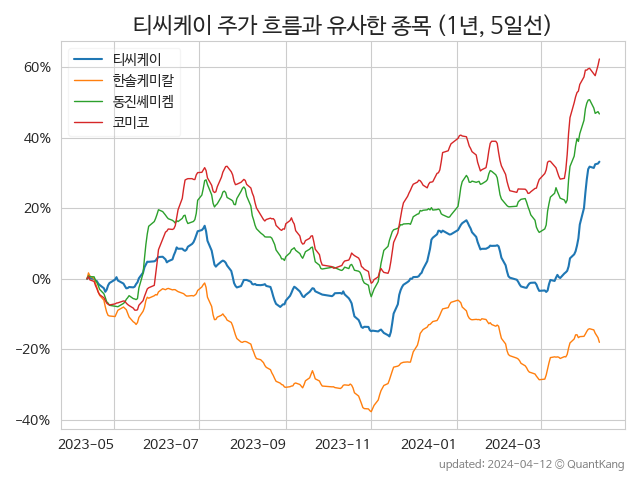 티씨케이 주가 흐름과 유사한 종목 (1년, 5일선)
티씨케이
한솔케미칼
동진쎄미켐
코미코
60%
40%
20%
0%
−20%
−40%
2023-05
2023-07
2023-09
2023-11
2024-01
2024-03
updated: 2024-04-12 © QuantKang